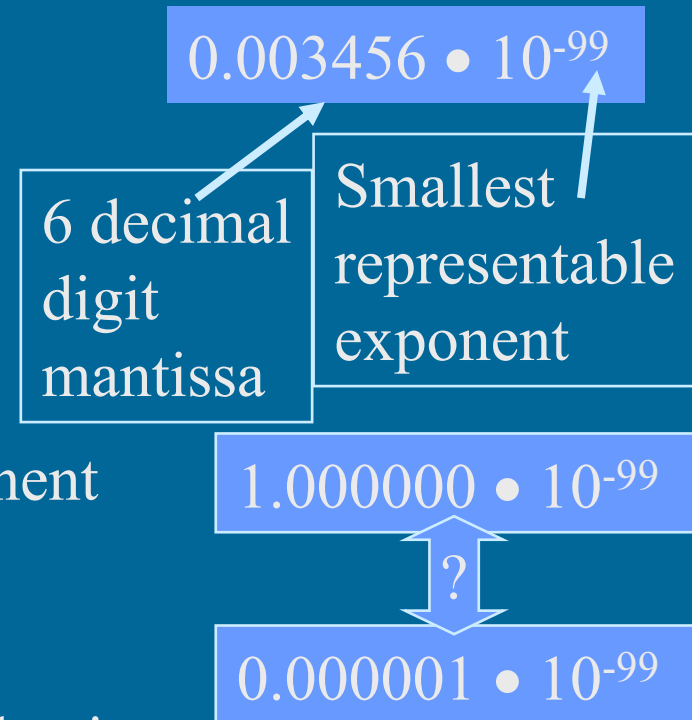 0.003456 • 10-99
6 decimal
digit
mantissa
Smallest
representable
exponent
1.000000 • 10-99
?
0.000001 • 10-99